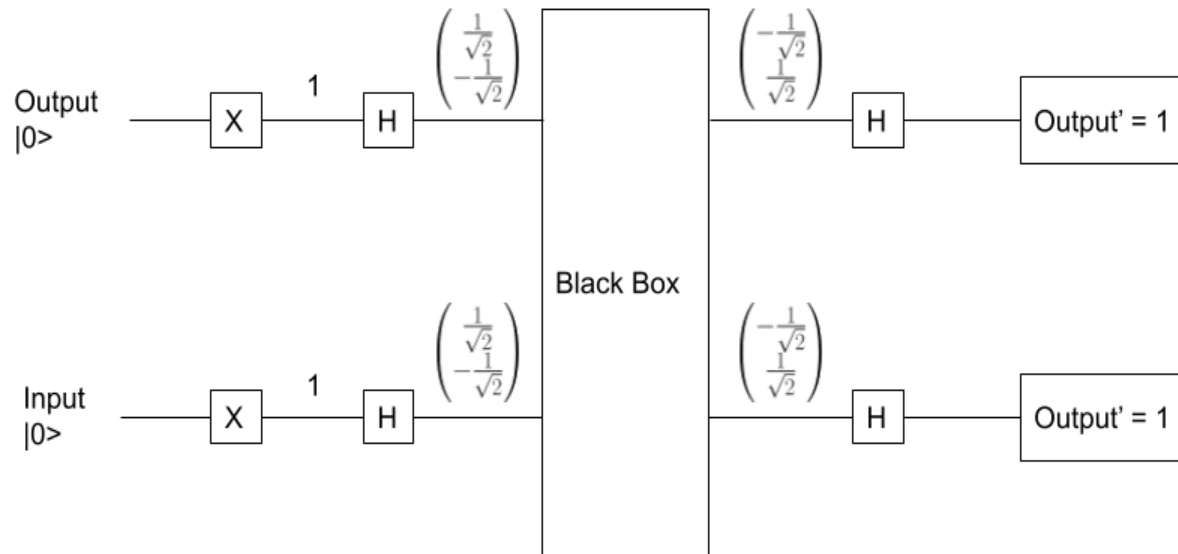 Output
|0>
X
1
H
(1/√2
-1/√2)
Black Box
(-1/√2
1/√2)
H
Output’ = 1
Input
|0>
X
1
H
(1/√2
-1/√2)
(-1/√2
1/√2)
H
Output’ = 1